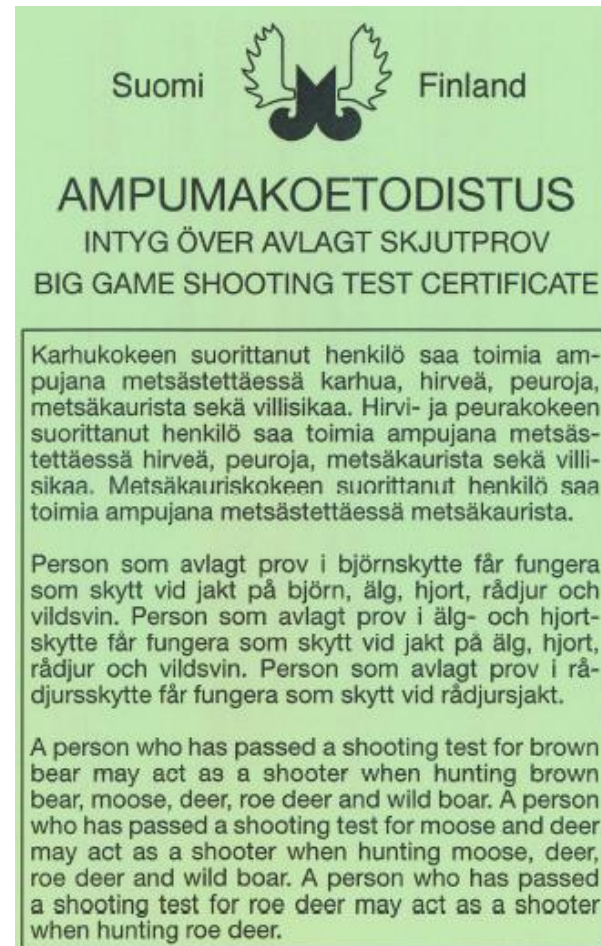 Suomi Finland
AMPUMAKOETODISTUS
INTYG ÖVER AVLAGT SKJUTPROV
BIG GAME SHOOTING TEST CERTIFICATE
Karhukokeen suorittanut henkilö saa toimia am-
pujana metsästettäessä karhua, hirveä, peuroja,
metsäkaurista sekä villisikaa. Hirvi- ja peurakokeen
suorittanut henkilö saa toimia ampujana metsäs-
tettäessä hirveä, peuroja, metsäkaurista sekä villi-
sikaa. Metsäkauriskokeen suorittanut henkilö saa
toimia ampujana metsästettäessä metsäkaurista.
Person som avlagt prov i björnskytte får fungera
som skytt vid jakt på björn, älg, hjort, rådjur och
vildsvin. Person som avlagt prov i älg- och hjort-
skytte får fungera som skytt vid jakt på älg, hjort,
rådjur och vildsvin. Person som avlagt prov i rå-
djursskytte får fungera som skytt vid rådjursjakt.
A person who has passed a shooting test for brown
bear may act as a shooter when hunting brown
bear, moose, deer, roe deer and wild boar. A person
who has passed a shooting test for moose and deer
may act as a shooter when hunting moose, deer,
roe deer and wild boar. A person who has passed
a shooting test for roe deer may act as a shooter
when hunting roe deer.